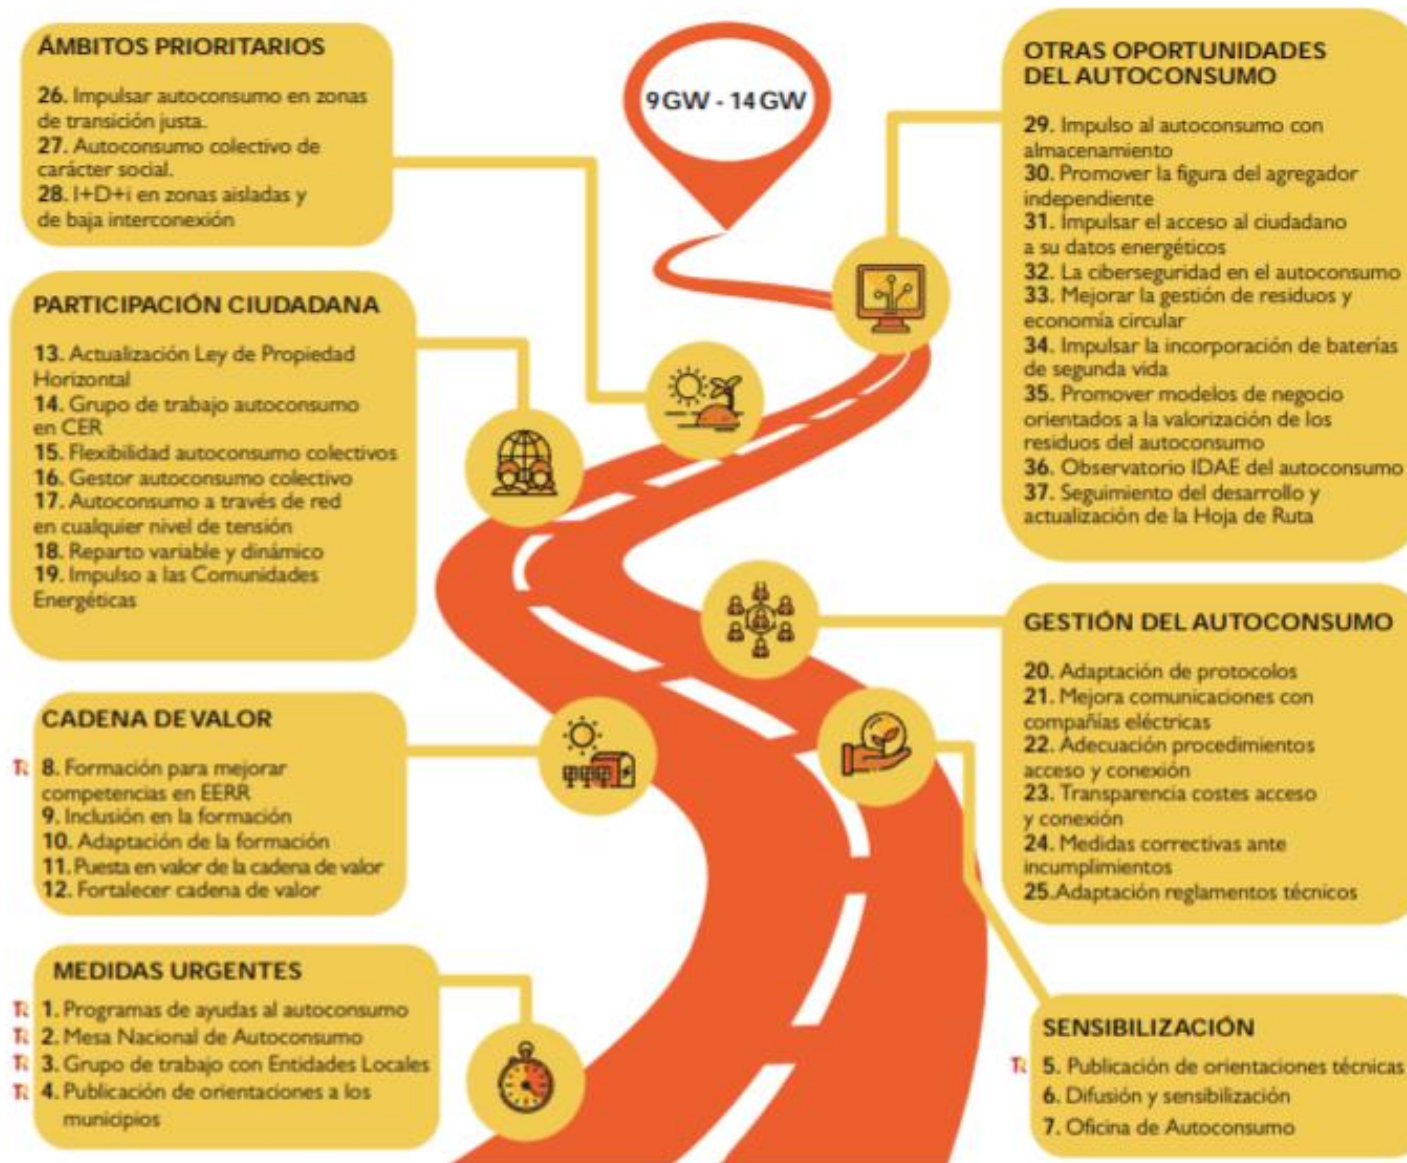 ÁMBITOS PRIORITARIOS
26. Impulsar autoconsumo en zonas
de transición justa.
27. Autoconsumo colectivo de
carácter social.
28. I+D+i en zonas aisladas y
de baja interconexión
9 GW - 14 GW
OTRAS OPORTUNIDADES
DEL AUTOCONSUMO
29. Impulso al autoconsumo con
almacenamiento
30. Promover la figura del agregador
independiente
31. Impulsar el acceso al ciudadano
a su datos energéticos
32. La ciberseguridad en el autoconsumo
33. Mejorar la gestión de residuos y
economía circular
34. Impulsar la incorporación de baterías
de segunda vida
35. Promover modelos de negocio
orientados a la valorización de los
residuos del autoconsumo
36. Observatorio IDAE del autoconsumo
37. Seguimiento del desarrollo y
actualización de la Hoja de Ruta
PARTICIPACIÓN CIUDADANA
13. Actualización Ley de Propiedad
Horizontal
14. Grupo de trabajo autoconsumo
en CER
15. Flexibilidad autoconsumo colectivos
16. Gestor autoconsumo colectivo
17. Autoconsumo a través de red
en cualquier nivel de tensión
18. Reparto variable y dinámico
19. Impulso a las Comunidades
Energéticas
GESTIÓN DEL AUTOCONSUMO
20. Adaptación de protocolos
21. Mejora comunicaciones con
compañías eléctricas
22. Adecuación procedimientos
acceso y conexión
23. Transparencia costes acceso
y conexión
24. Medidas correctivas ante
incumplimientos
25.Adaptación reglamentos técnicos
CADENA DE VALOR
8. Formación para mejorar
competencias en EERR
9. Inclusión en la formación
10. Adaptación de la formación
11. Puesta en valor de la cadena de valor
12. Fortalecer cadena de valor
MEDIDAS URGENTES
1. Programas de ayudas al autoconsumo
2. Mesa Nacional de Autoconsumo
3. Grupo de trabajo con Entidades Locales
4. Publicación de orientaciones a los
municipios
SENSIBILIZACIÓN
5. Publicación de orientaciones técnicas
6. Difusión y sensibilización
7. Oficina de Autoconsumo